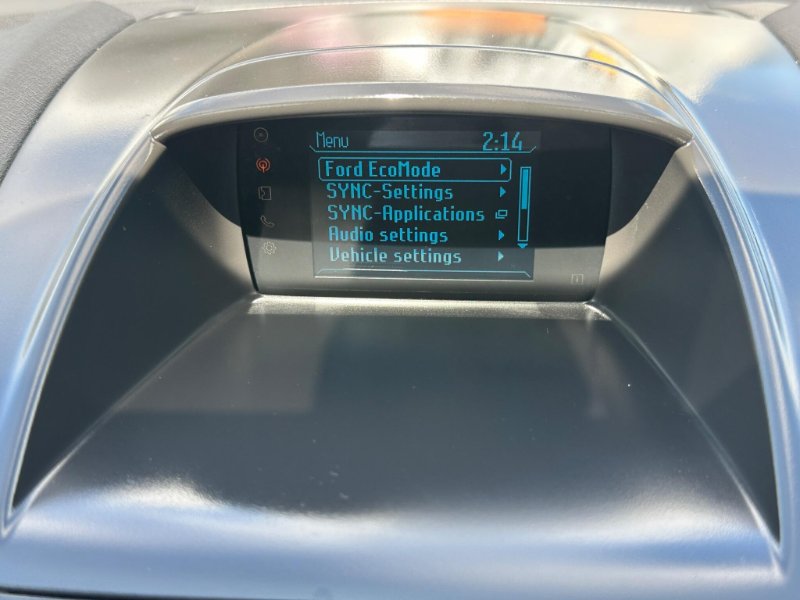 Menu 2:14
Ford EcoMode
SYNC-Settings
SYNC-Applications
Audio settings
Vehicle settings